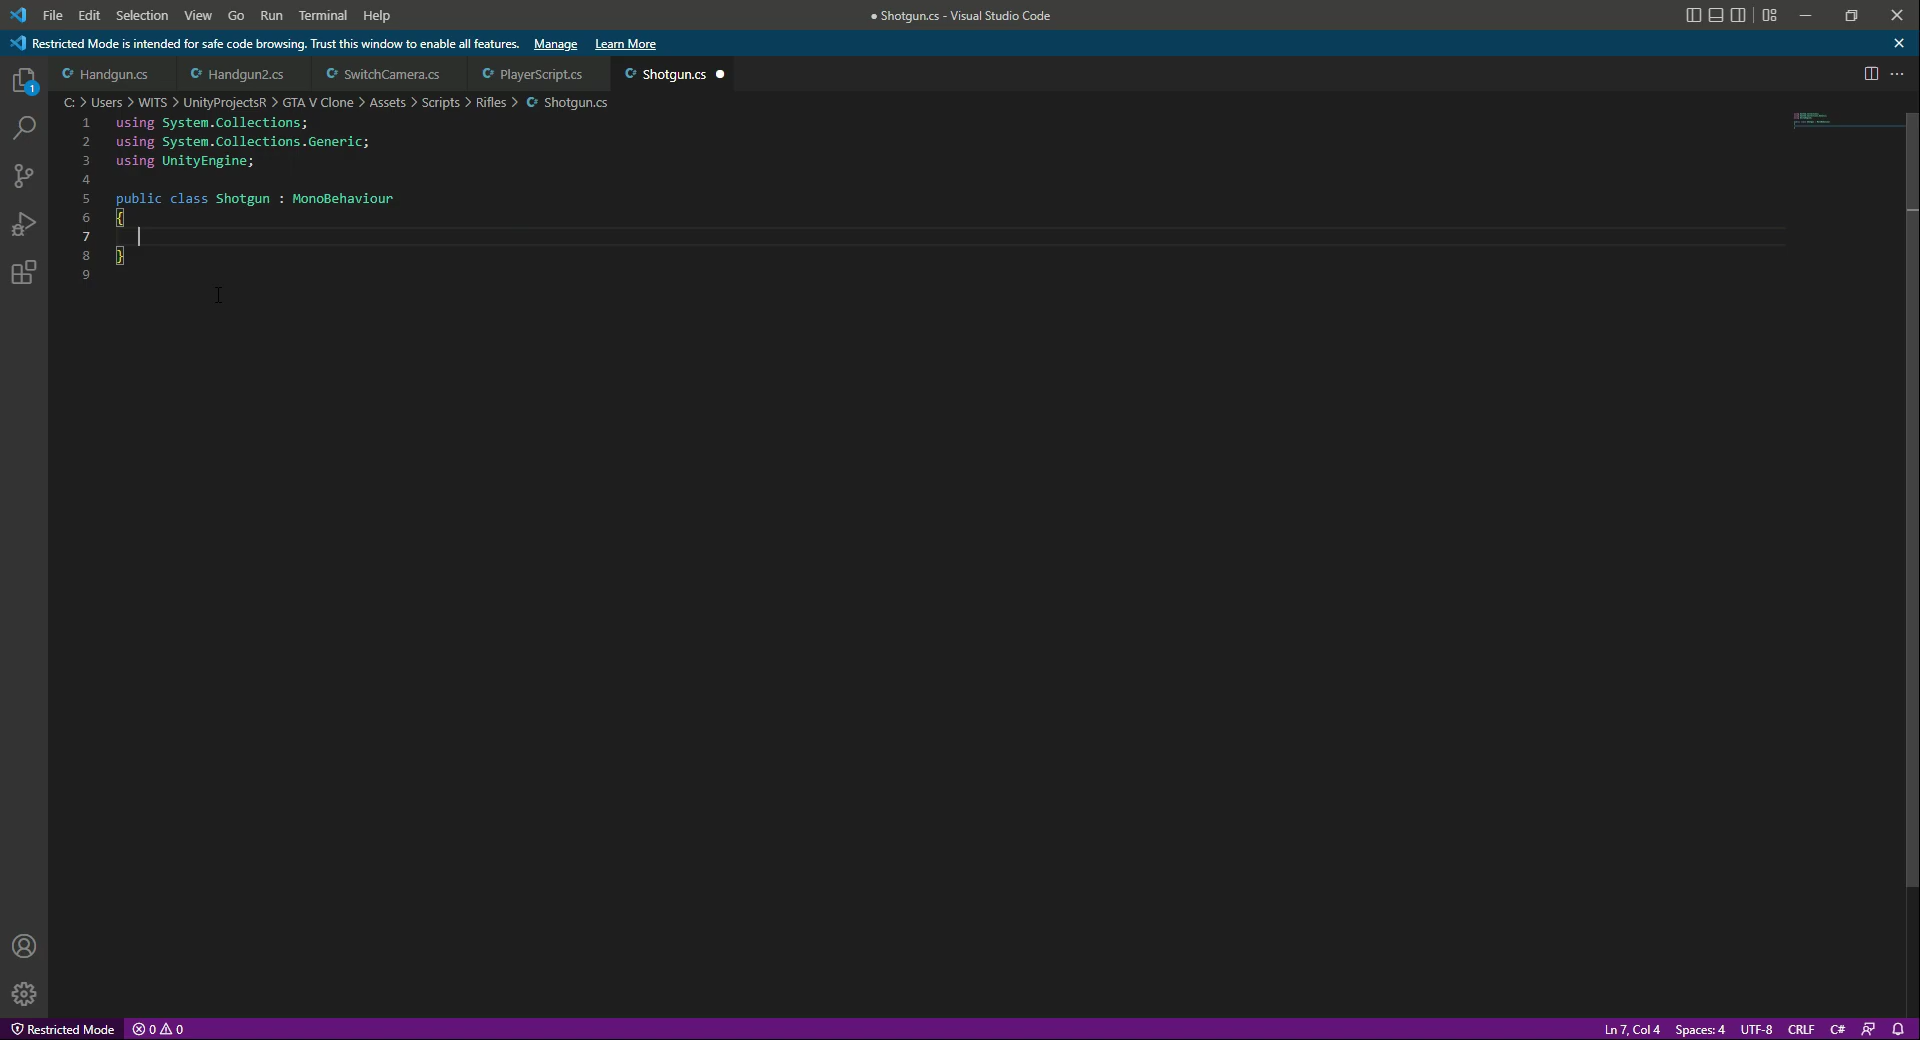 File Edit Selection View Go Run Terminal Help
● Shotgun.cs - Visual Studio Code
Restricted Mode is intended for safe code browsing. Trust this window to enable all features. Manage Learn More
1
Handgun.cs Handgun2.cs SwitchCamera.cs PlayerScript.cs Shotgun.cs ●
C: > Users > WITS > UnityProjectsR > GTA V Clone > Assets > Scripts > Rifles > Shotgun.cs
1 using System.Collections;
2 using System.Collections.Generic;
3 using UnityEngine;
4
5 public class Shotgun : MonoBehaviour
6 {
7
8 }
9
Restricted Mode 0 0 Ln 7, Col 4 Spaces: 4 UTF-8 CRLF C#